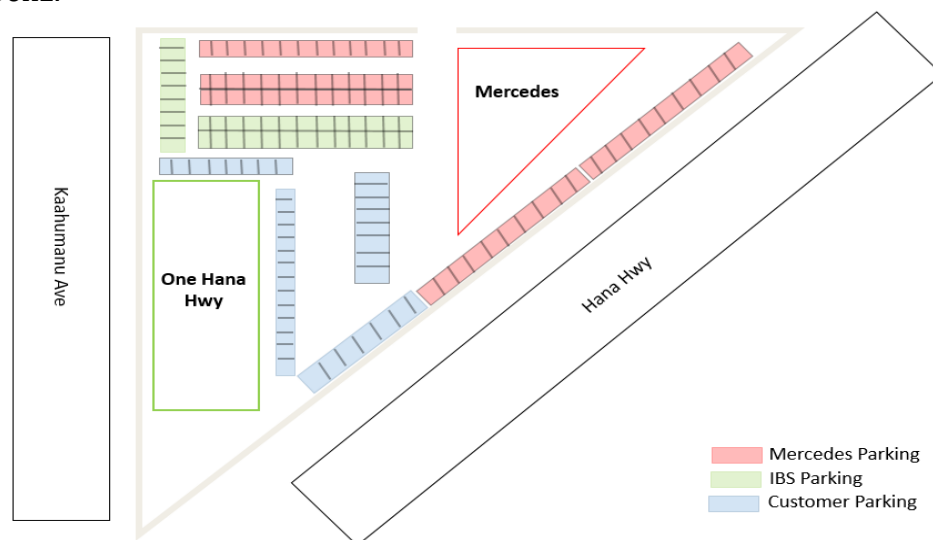 Kaahumanu Ave
Mercedes
One Hana
Hwy
Hana Hwy
Mercedes Parking
IBS Parking
Customer Parking